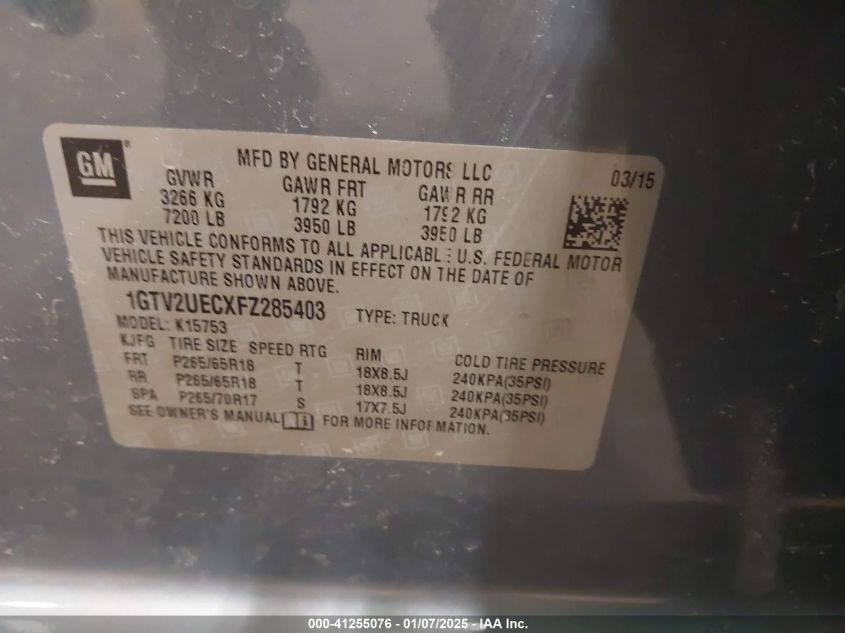 GM
MFD BY GENERAL MOTORS LLC
03/15
GVWR GAWR FRT GAWR RR
3266 KG 1792 KG 1792 KG
7200 LB 3950 LB 3950 LB
THIS VEHICLE CONFORMS TO ALL APPLICABLE U.S. FEDERAL MOTOR
VEHICLE SAFETY STANDARDS IN EFFECT ON THE DATE OF
MANUFACTURE SHOWN ABOVE.
1GTV2UECXFZ285403 TYPE: TRUCK
MODEL: K15753
KJFG TIRE SIZE SPEED RTG RIM COLD TIRE PRESSURE
FRT P265/65R18 T 18X8.5J 240KPA(35PSI)
RR P265/65R18 T 18X8.5J 240KPA(35PSI)
SPA P265/70R17 S 17X7.5J 240KPA(35PSI)
SEE OWNER'S MANUAL FOR MORE INFORMATION.
000-41255076 - 01/07/2025 - IAA Inc.